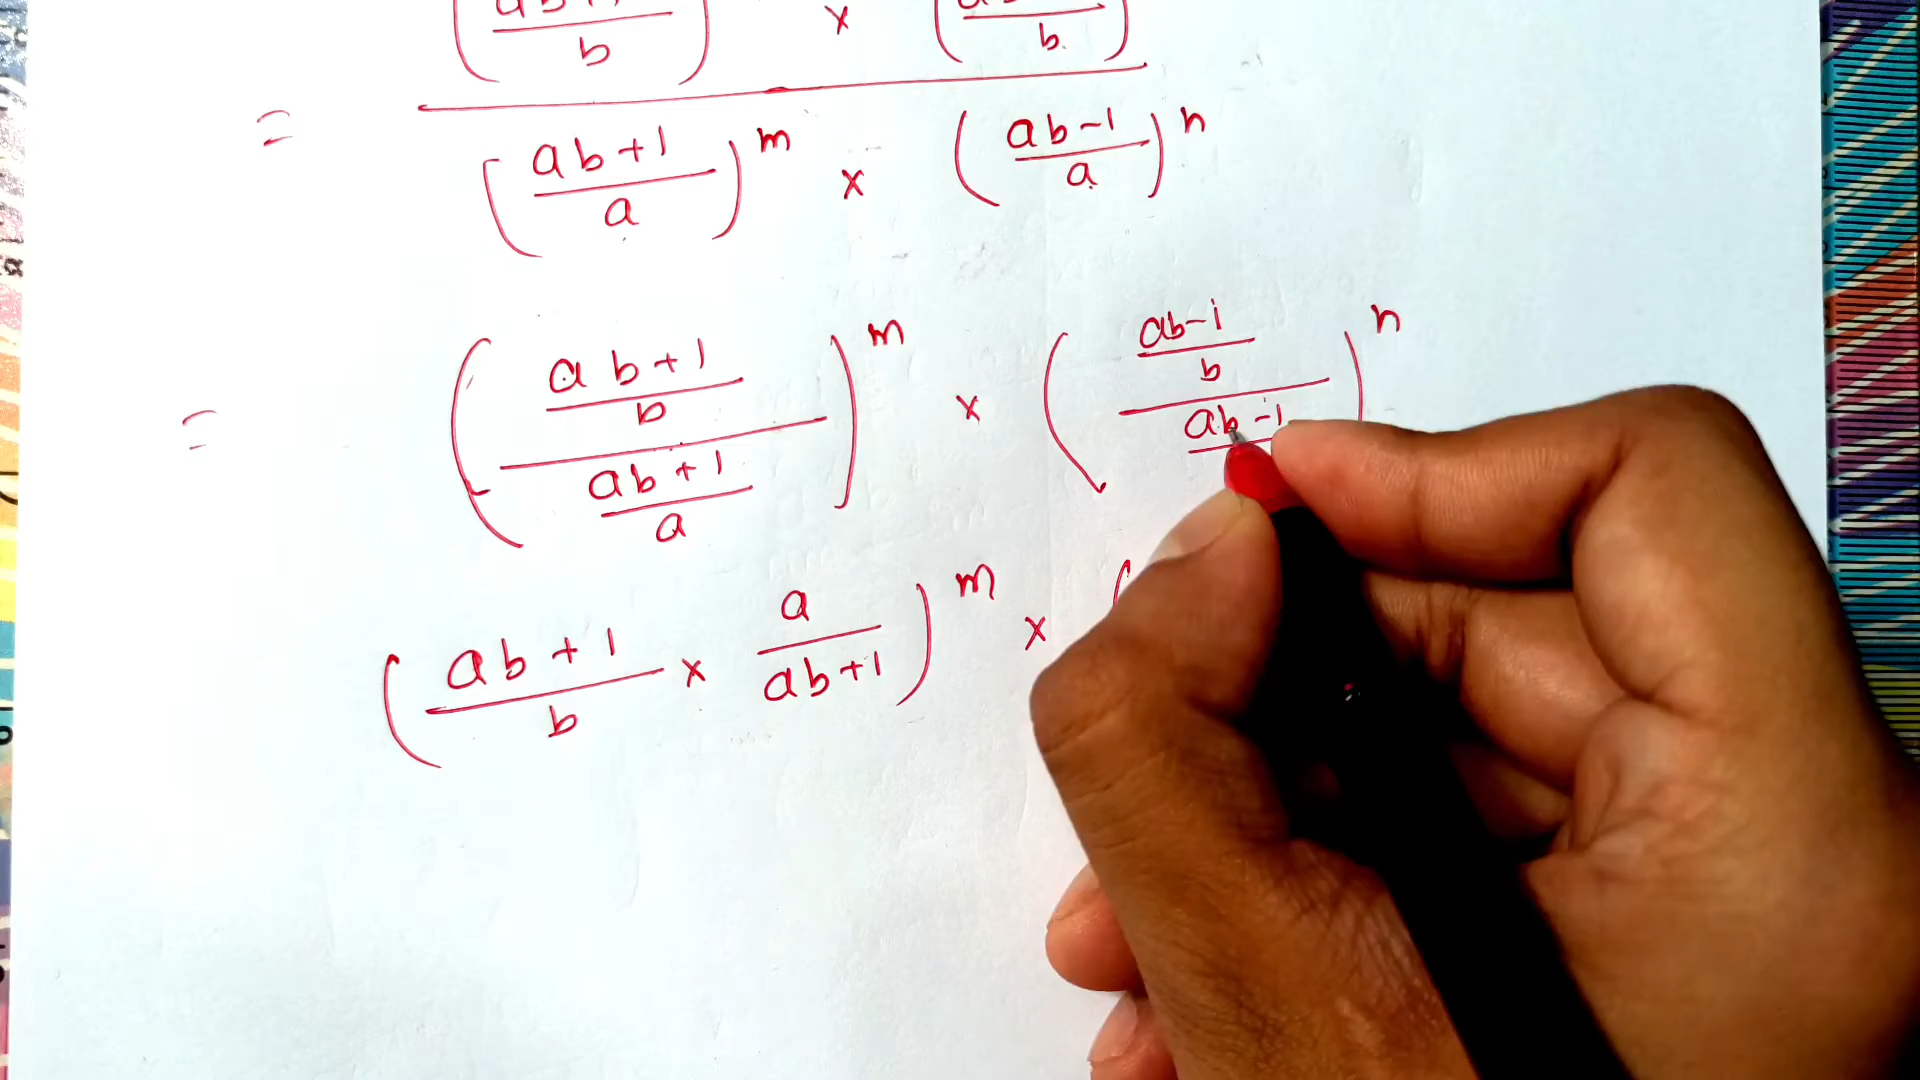 b × b
= (ab+1/a)^m × (ab-1/a)^n
= ((ab+1/b)/(ab+1/a))^m × ((ab-1/b)/(ab-1))^n
(ab+1/b × a/ab+1)^m × (